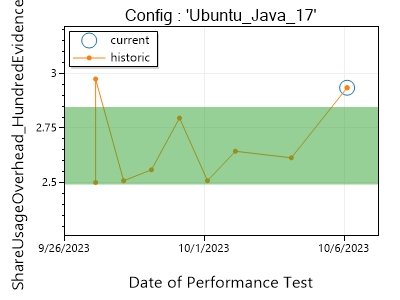 Config : 'Ubuntu_Java_17'
current
historic
ShareUsageOverhead_HundredEvidence
3
2.75
2.5
9/26/2023
10/1/2023
10/6/2023
Date of Performance Test